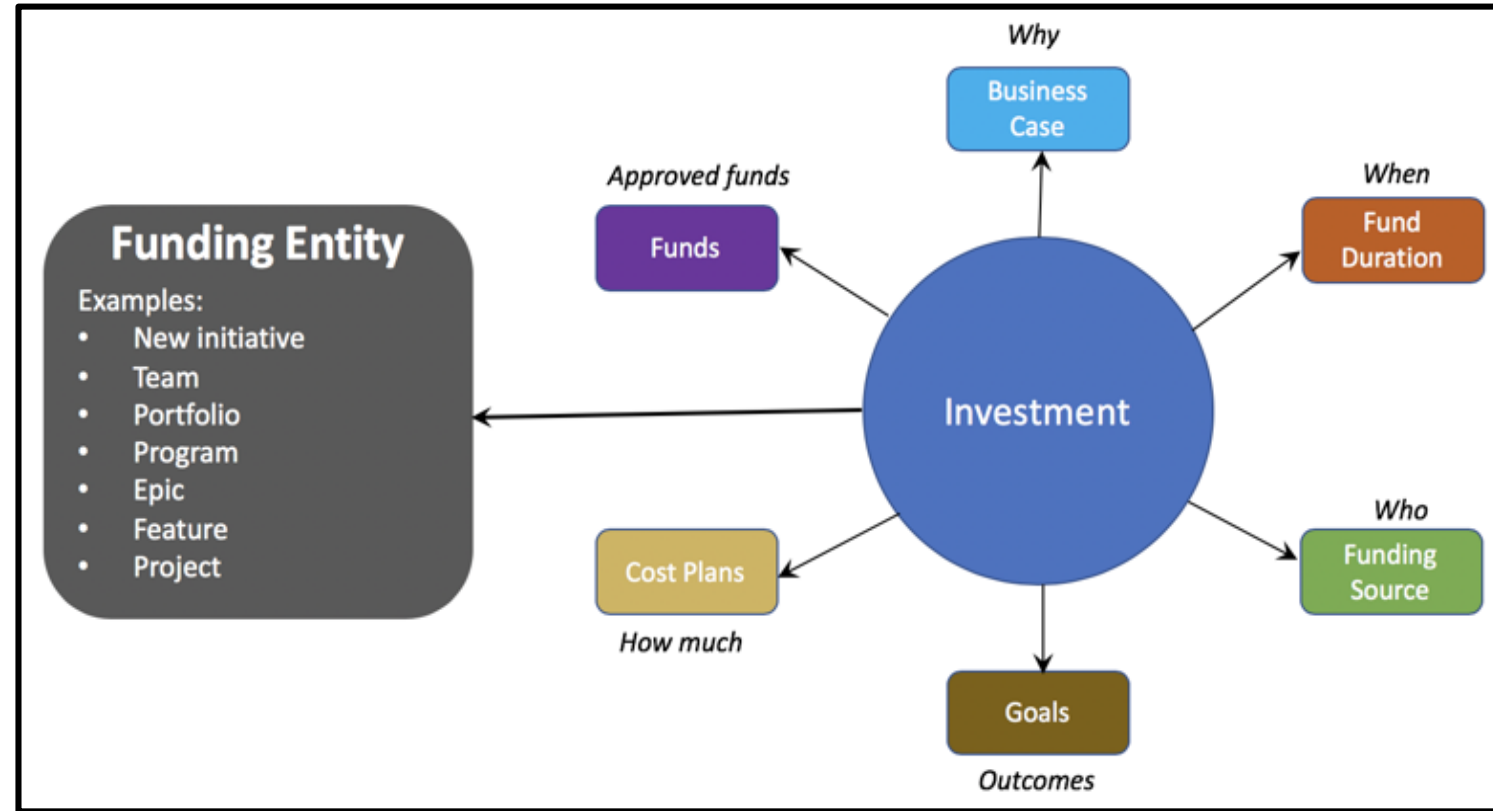 Why
Business
Case
Approved funds
Funds
When
Fund
Duration
Funding Entity
Examples:
• New initiative
• Team
• Portfolio
• Program
• Epic
• Feature
• Project
Investment
Cost Plans
How much
Who
Funding
Source
Goals
Outcomes